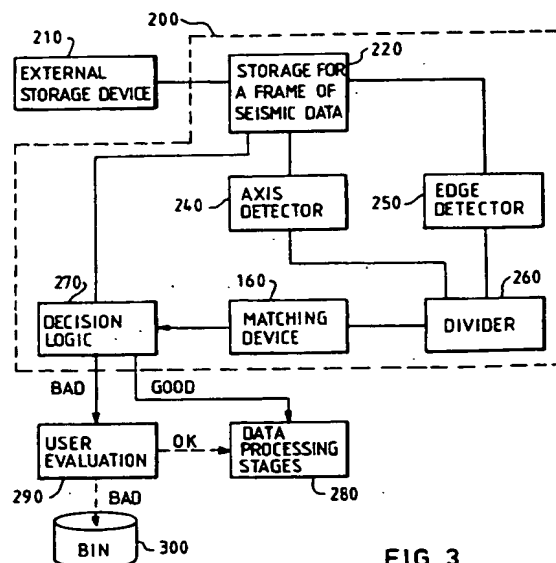 200
210
220
EXTERNAL
STORAGE DEVICE
STORAGE FOR
A FRAME OF
SEISMIC DATA
240
AXIS
DETECTOR
250
EDGE
DETECTOR
270
160
260
DECISION
LOGIC
MATCHING
DEVICE
DIVIDER
BAD
GOOD
USER
EVALUATION
OK
DATA
PROCESSING
STAGES
290
BAD
280
BIN
300
FIG. 3